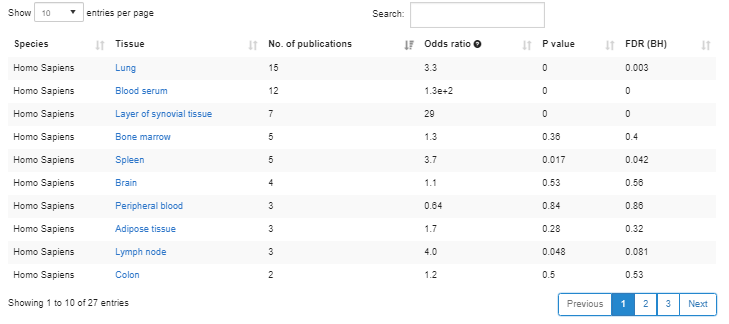 Show 10 entries per page Search:
Species Tissue No. of publications Odds ratio P value FDR (BH)
Homo Sapiens Lung 15 3.3 0 0.003
Homo Sapiens Blood serum 12 1.3e+2 0 0
Homo Sapiens Layer of synovial tissue 7 29 0 0
Homo Sapiens Bone marrow 5 1.3 0.36 0.4
Homo Sapiens Spleen 5 3.7 0.017 0.042
Homo Sapiens Brain 4 1.1 0.53 0.56
Homo Sapiens Peripheral blood 3 0.64 0.84 0.86
Homo Sapiens Adipose tissue 3 1.7 0.28 0.32
Homo Sapiens Lymph node 3 4.0 0.048 0.081
Homo Sapiens Colon 2 1.2 0.5 0.53
Showing 1 to 10 of 27 entries Previous 1 2 3 Next